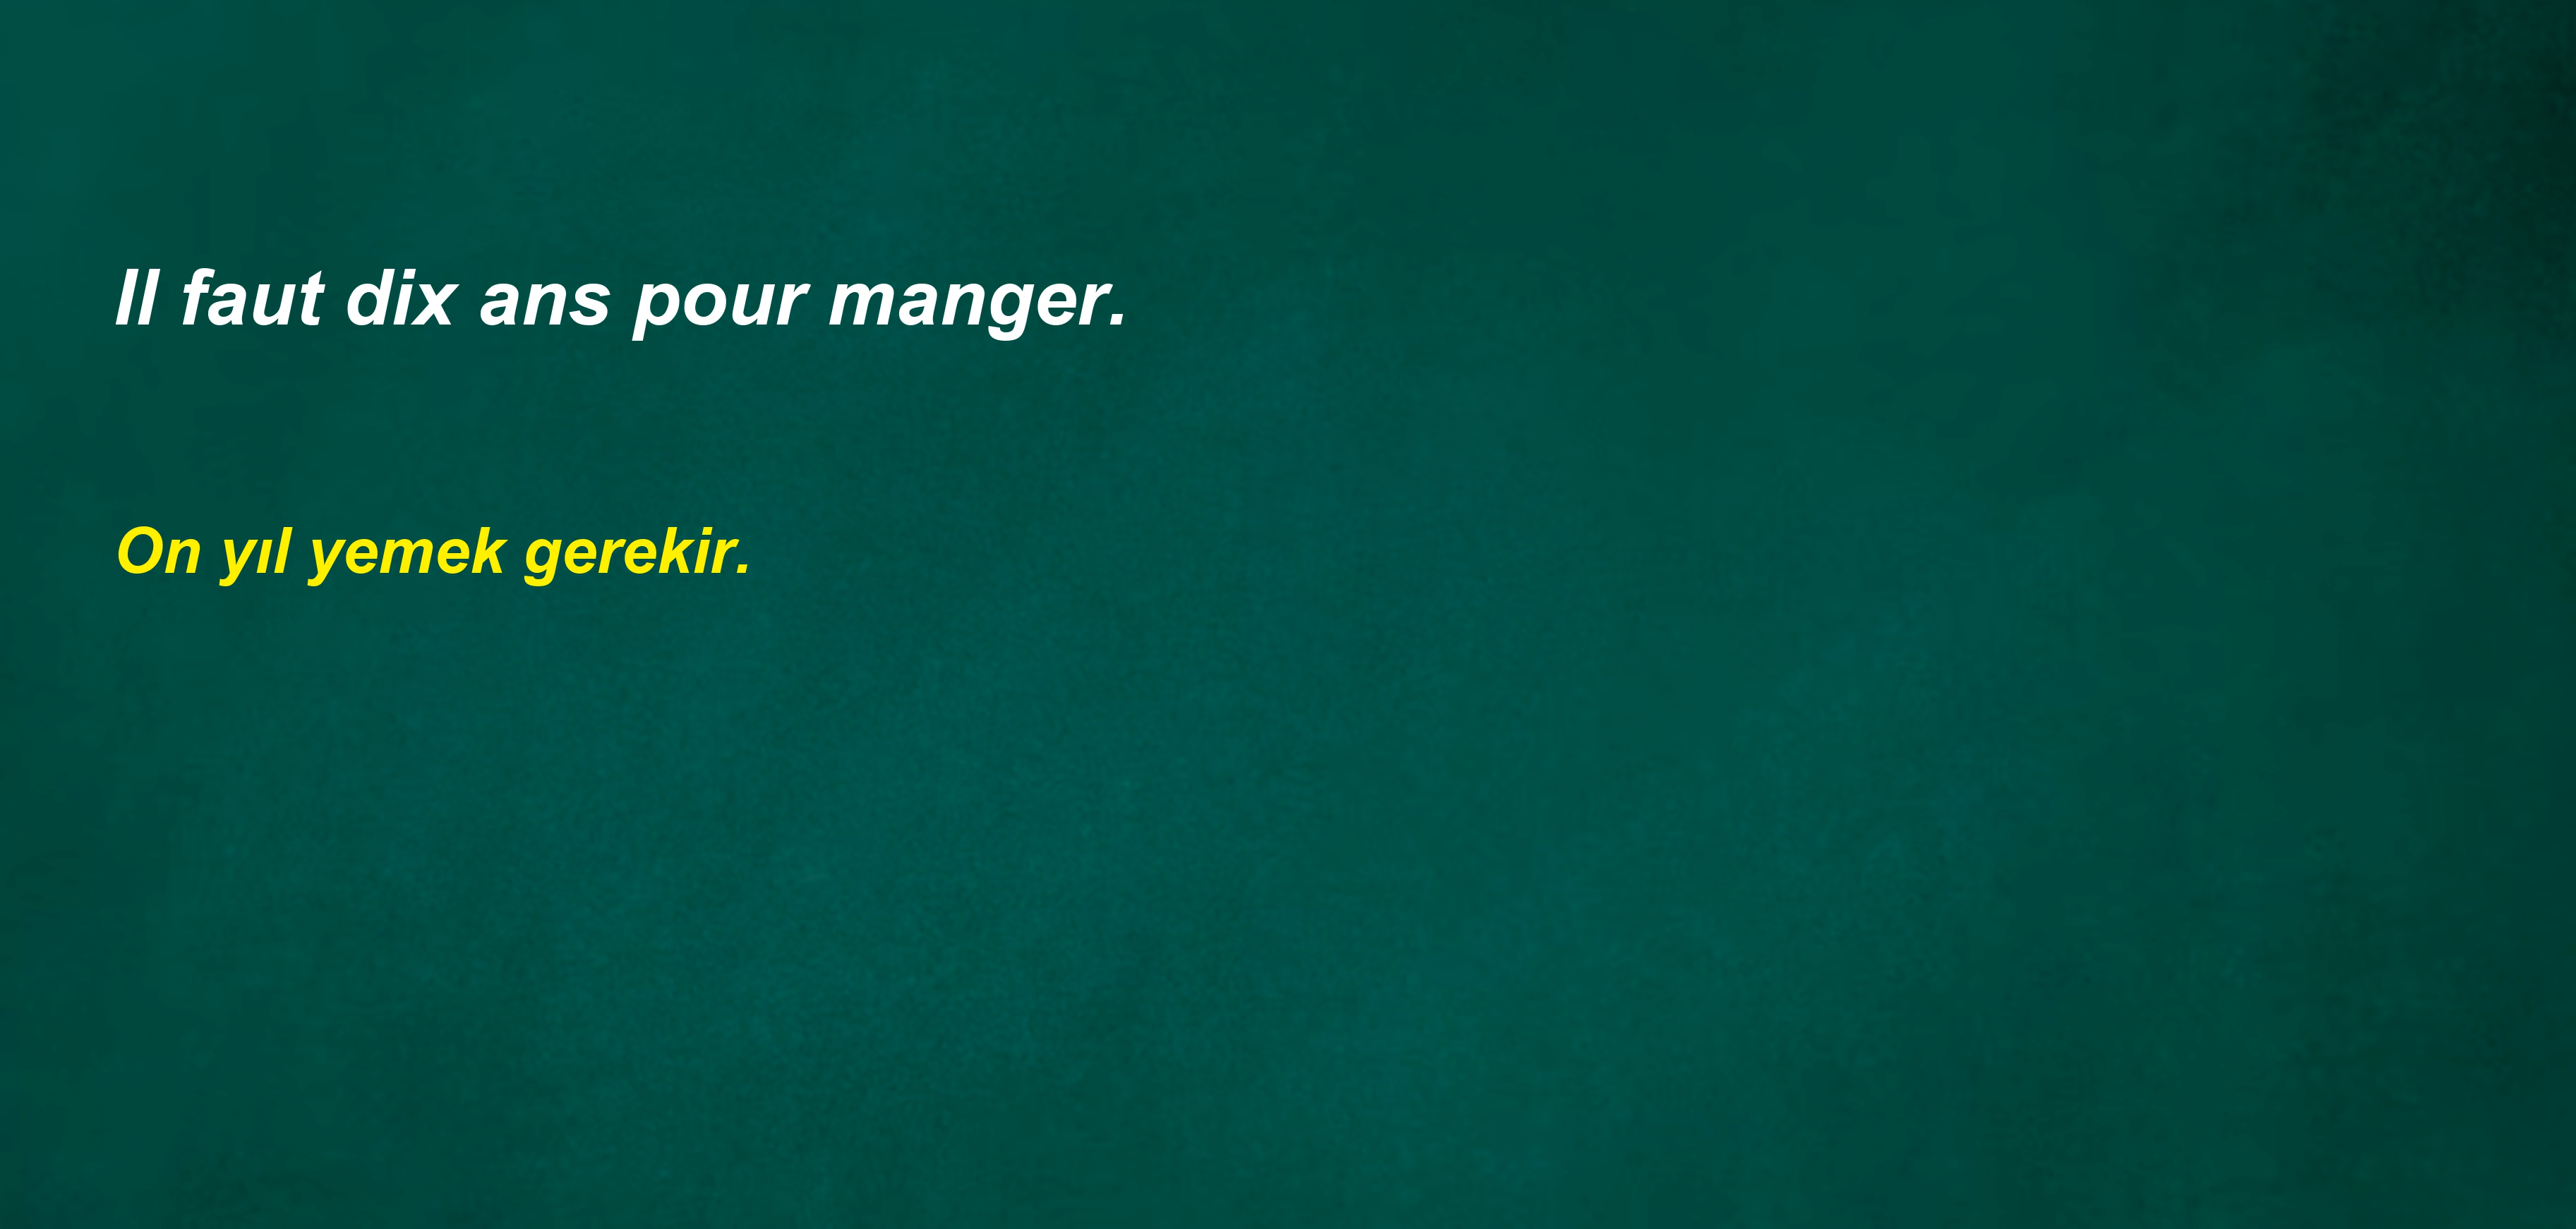 Il faut dix ans pour manger.
On yıl yemek gerekir.